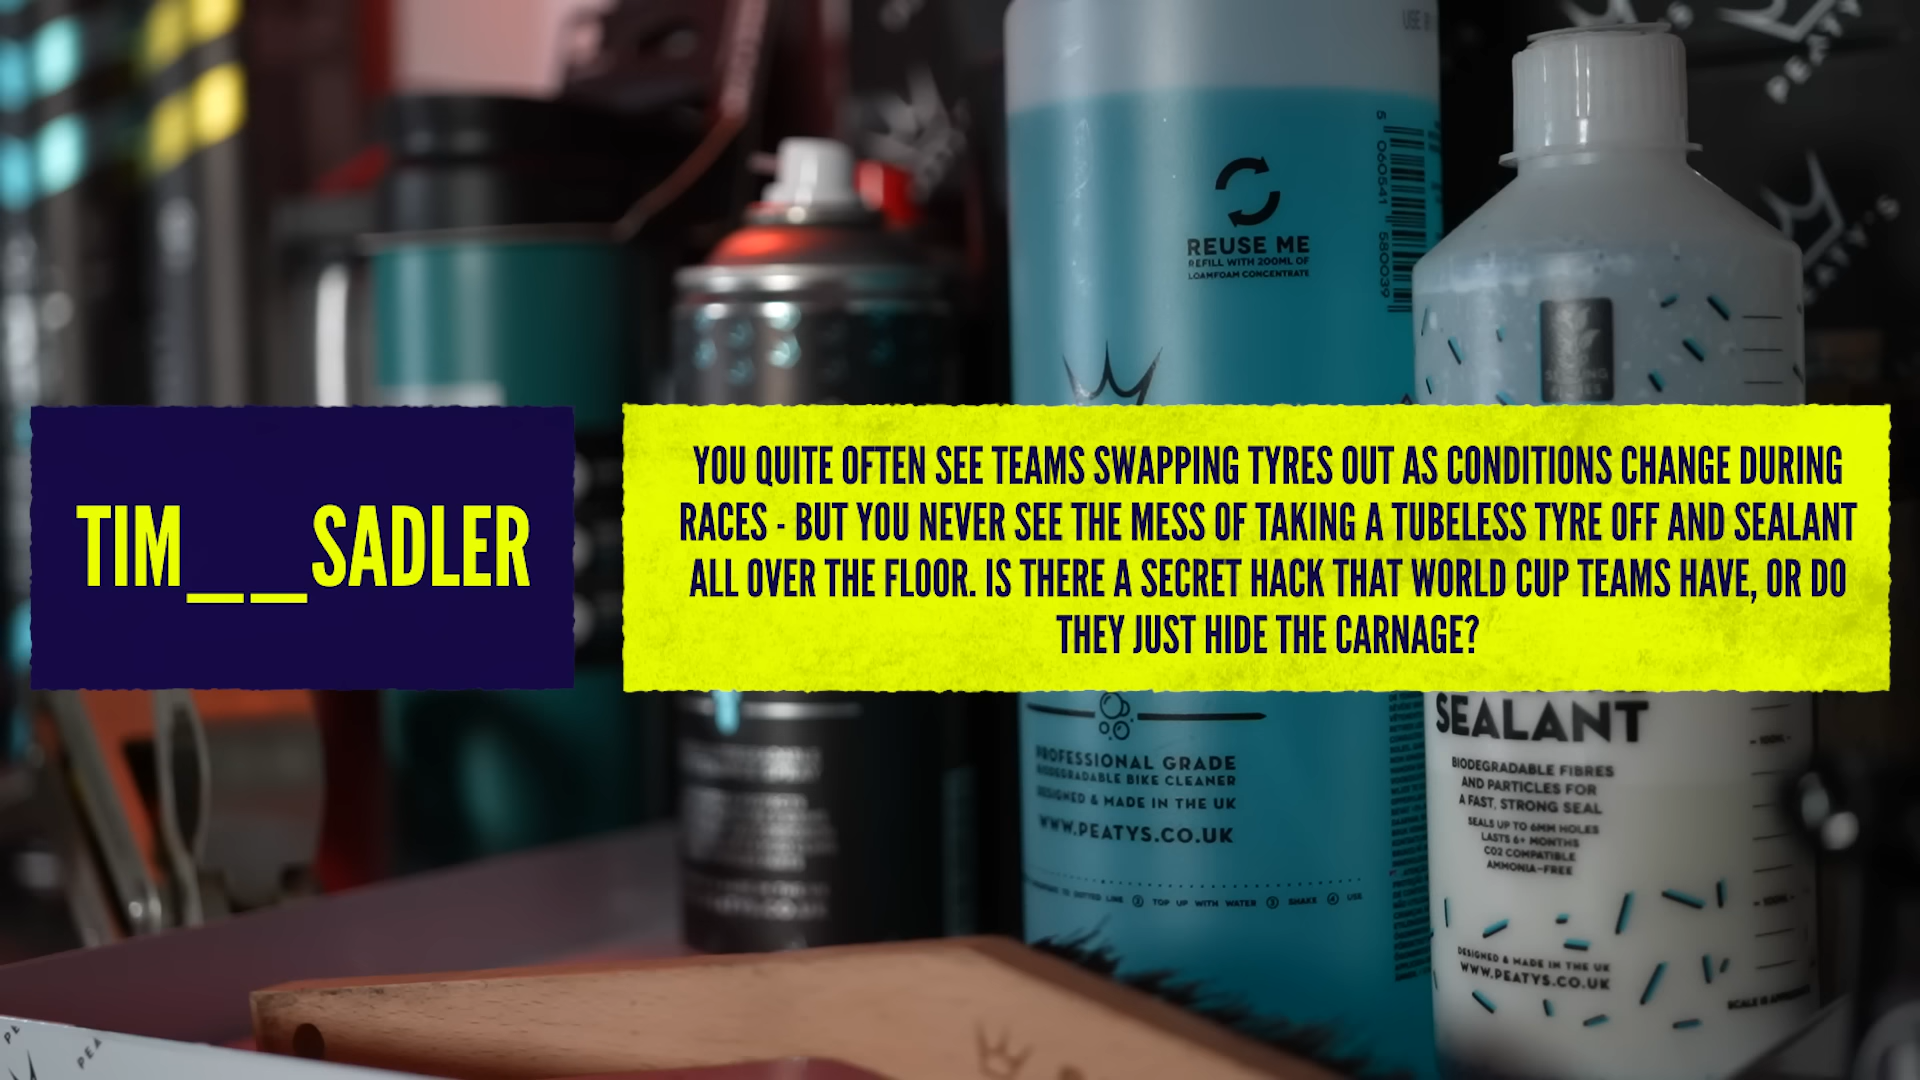 TIM__SADLER
YOU QUITE OFTEN SEE TEAMS SWAPPING TYRES OUT AS CONDITIONS CHANGE DURING
RACES - BUT YOU NEVER SEE THE MESS OF TAKING A TUBELESS TYRE OFF AND SEALANT
ALL OVER THE FLOOR. IS THERE A SECRET HACK THAT WORLD CUP TEAMS HAVE, OR DO
THEY JUST HIDE THE CARNAGE?
REUSE ME
REFILL WITH 200ML OF
LOAMFOAM CONCENTRATE
5 060541 580039
PROFESSIONAL GRADE
BIODEGRADABLE BIKE CLEANER
DESIGNED & MADE IN THE UK
WWW.PEATYS.CO.UK
TOP UP WITH WATER
SHAKE
USE
SEALANT
BIODEGRADABLE FIBRES
AND PARTICLES FOR
A FAST, STRONG SEAL
SEALS UP TO 6MM HOLES
LASTS 6+ MONTHS
CO2 COMPATIBLE
AMMONIA-FREE
DESIGNED & MADE IN THE UK
WWW.PEATYS.CO.UK
PEATY'S